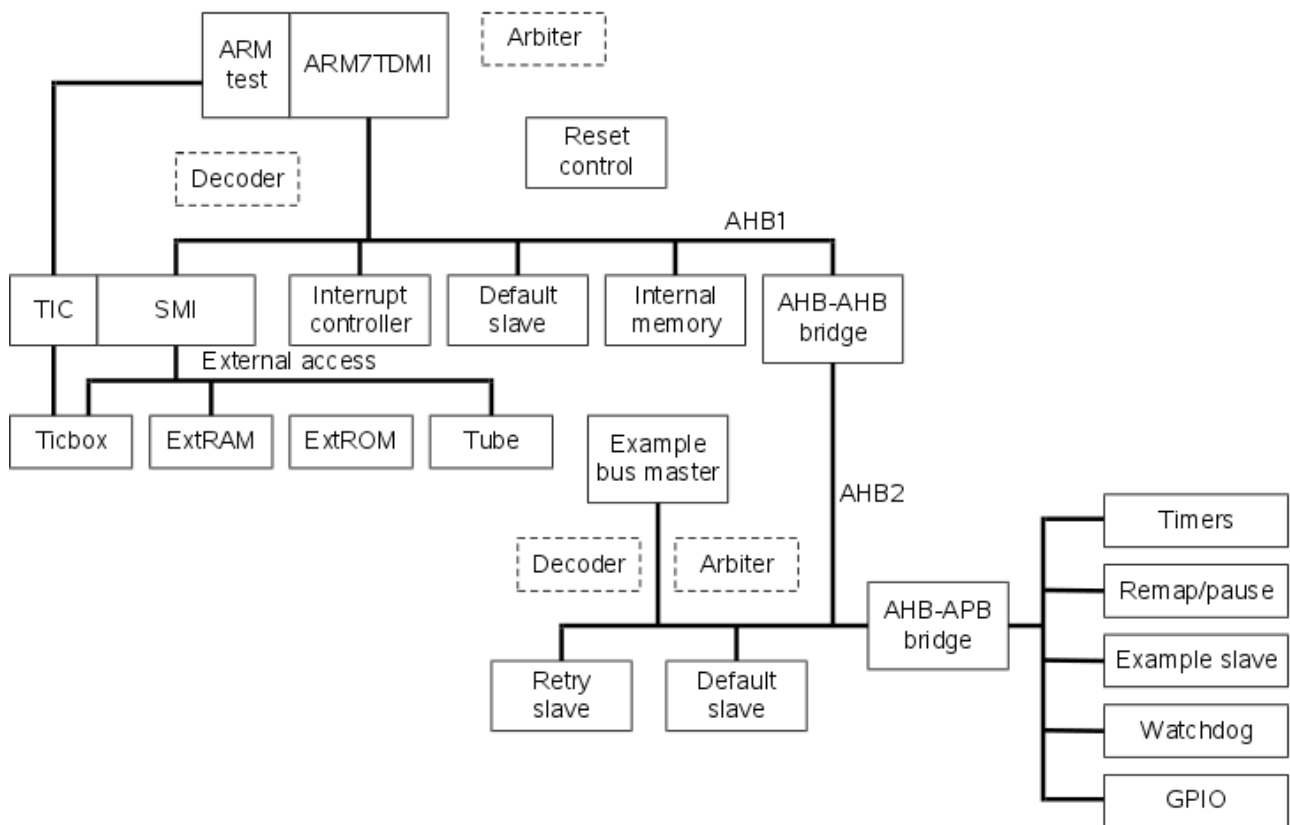 ARM
test
ARM7TDMI
Arbiter
Reset
control
Decoder
AHB1
TIC
SMI
Interrupt
controller
Default
slave
Internal
memory
AHB-AHB
bridge
External access
Ticbox
ExtRAM
ExtROM
Tube
Example
bus master
AHB2
Decoder
Arbiter
AHB-APB
bridge
Retry
slave
Default
slave
Timers
Remap/pause
Example slave
Watchdog
GPIO